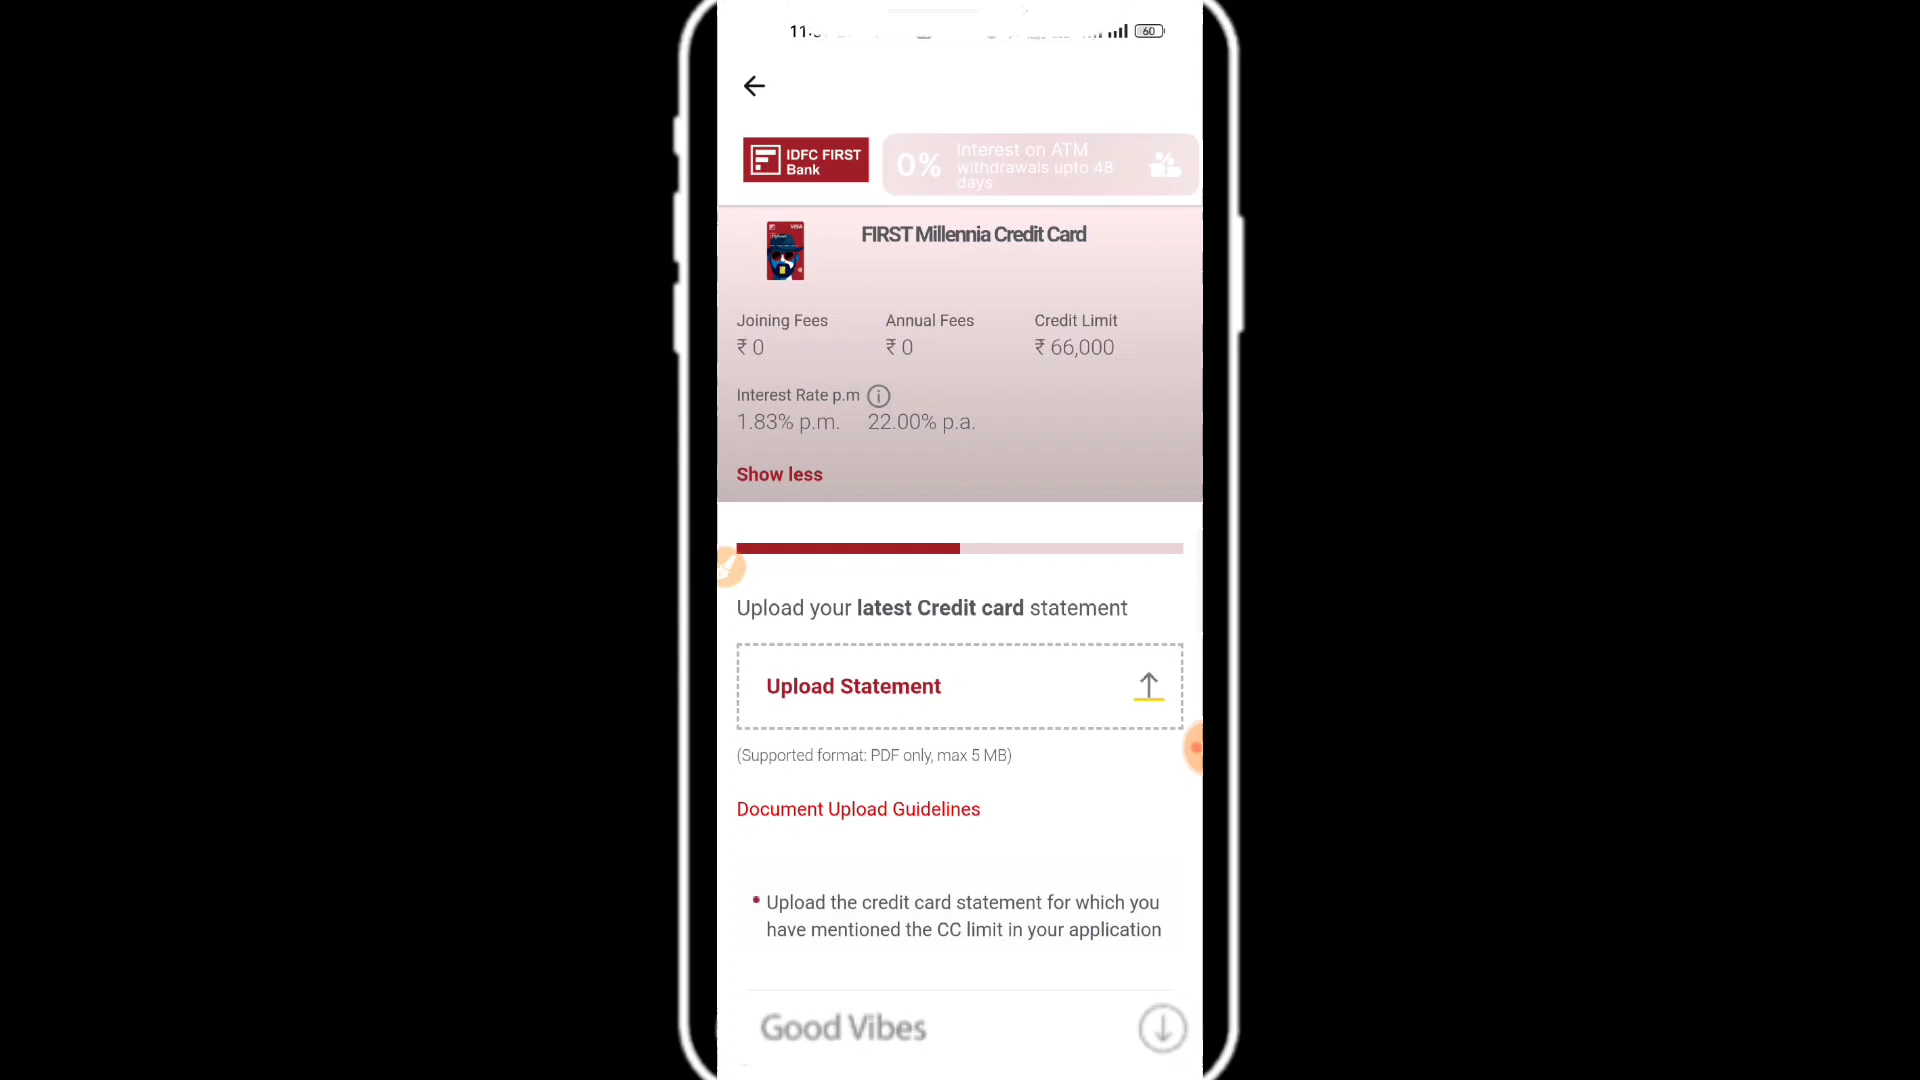 60
IDFC FIRST
Bank
0%
Interest on ATM
withdrawals upto 48
days
VISA
FIRST Millennia Credit Card
Joining Fees
Annual Fees
Credit Limit
₹ 0
₹ 0
₹ 66,000
Interest Rate p.m
1.83% p.m.
22.00% p.a.
Show less
Upload your latest Credit card statement
Upload Statement
(Supported format: PDF only, max 5 MB)
Document Upload Guidelines
Upload the credit card statement for which you
have mentioned the CC limit in your application
Good Vibes